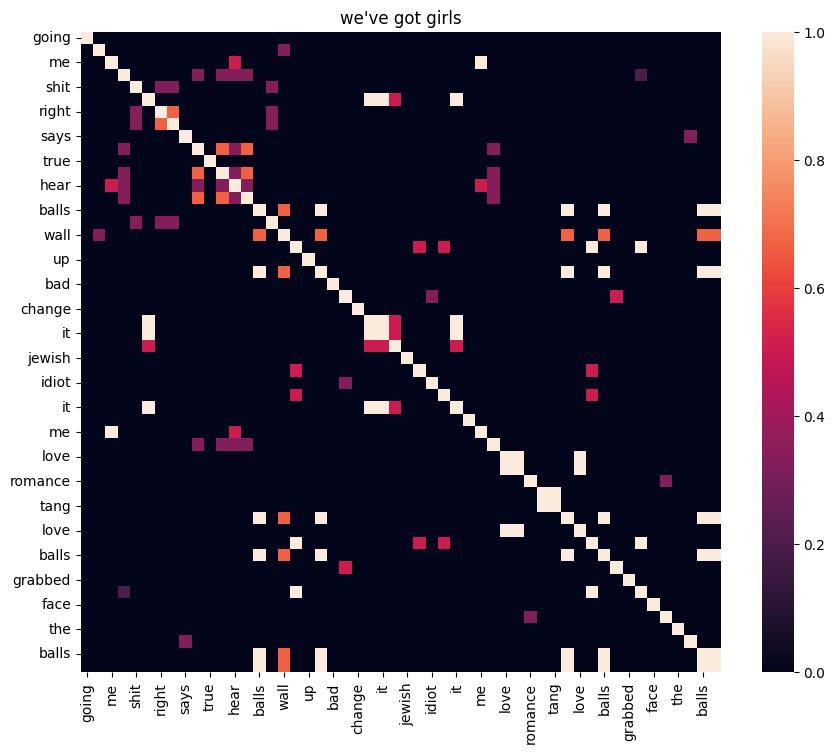 we've got girls
going
me
shit
right
says
true
hear
balls
wall
up
bad
change
it
jewish
idiot
it
me
love
romance
tang
love
balls
grabbed
face
the
balls
going
me
shit
right
says
true
hear
balls
wall
up
bad
change
it
jewish
idiot
it
me
love
romance
tang
love
balls
grabbed
face
the
balls
1.0
0.8
0.6
0.4
0.2
0.0